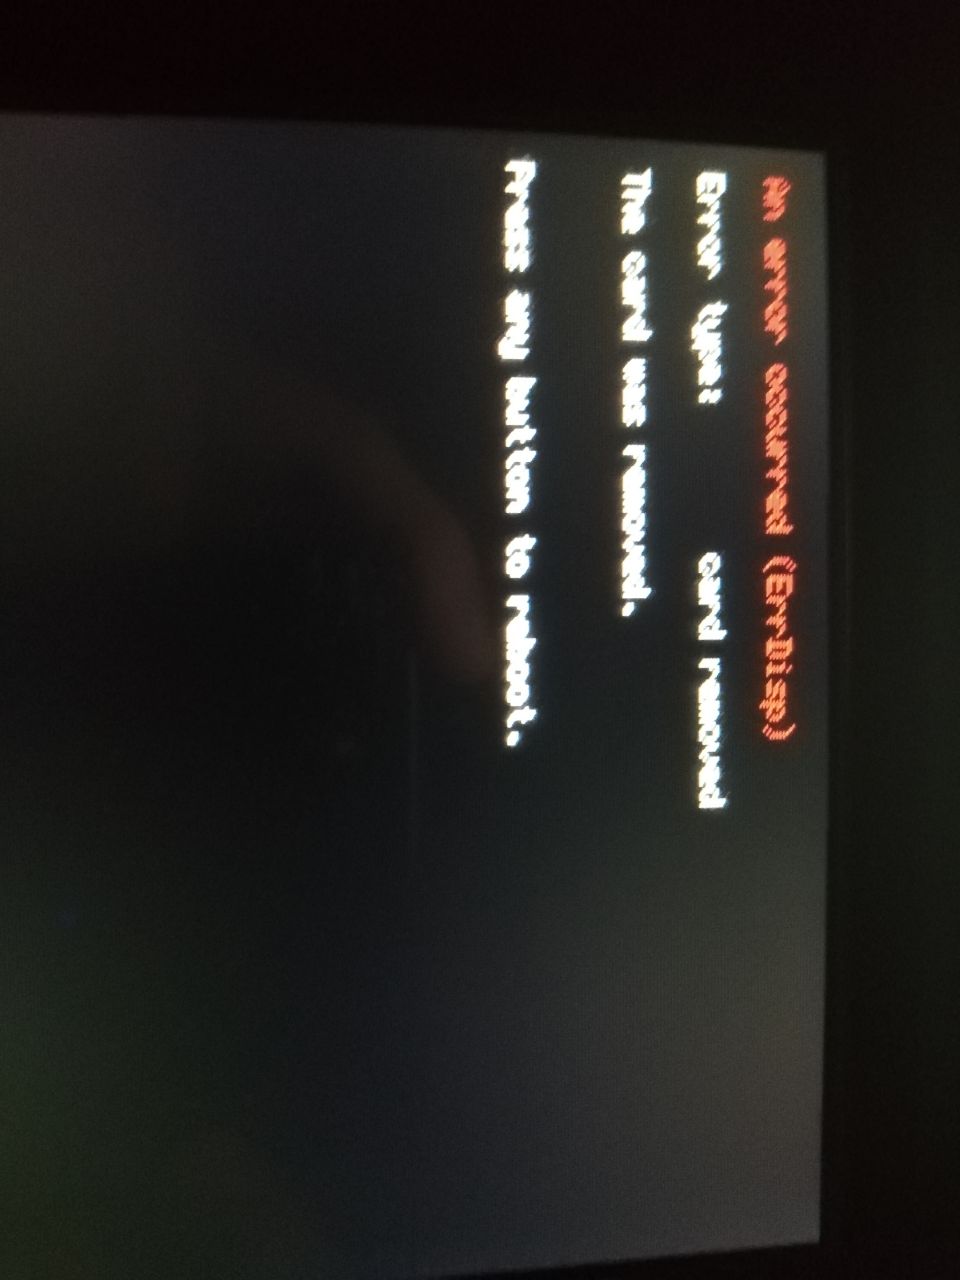 An error occurred (ErrDisp)
Error type: card removed
The card was removed.
Press any button to reboot.